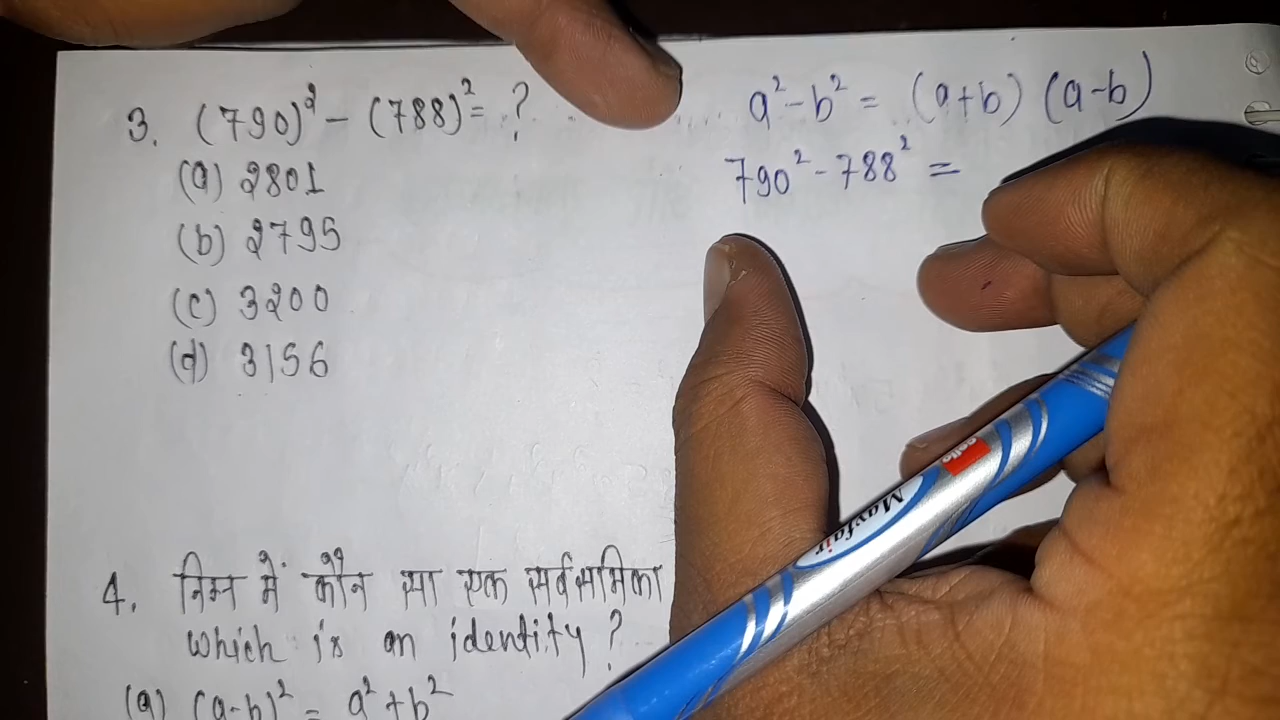 3. (790)² - (788)² = ?
(a) 2801
(b) 2795
(c) 3200
(d) 3156
a² - b² = (a+b) (a-b)
790² - 788² =
cello
Mayfair
4. निम्न में कौन सा एक सर्वसमिका
which is an identity ?
(a) (a-b)² = a² + b²